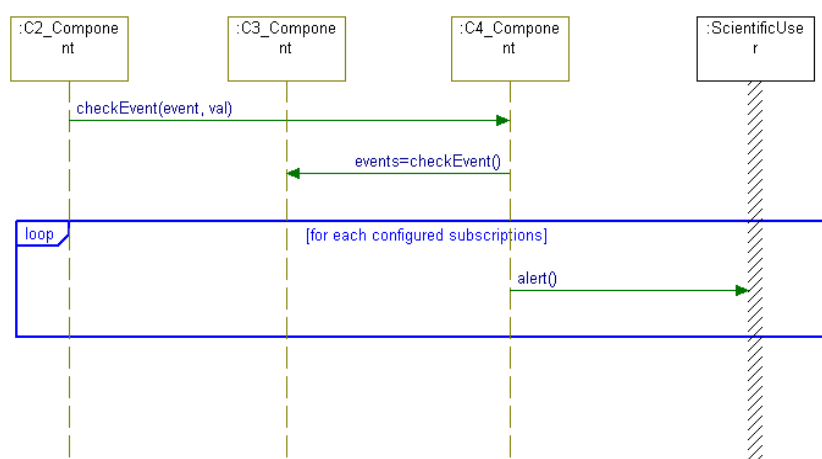 :C2_Compone
nt
:C3_Compone
nt
:C4_Compone
nt
:ScientificUse
r
checkEvent(event, val)
events=checkEvent()
loop
[for each configured subscriptions]
alert()